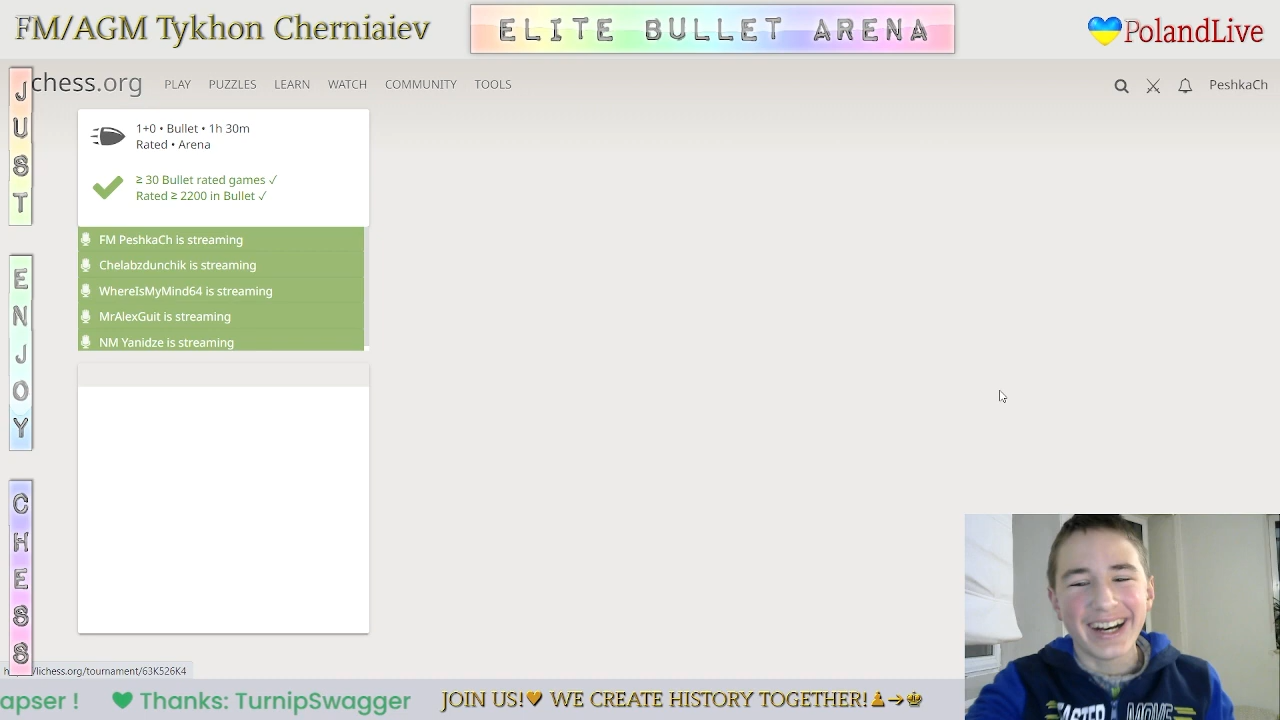 FM/AGM Tykhon Cherniaiev
ELITE BULLET ARENA
PolandLive
JUST
ENJOY
CHESS
chess.org
PLAY
PUZZLES
LEARN
WATCH
COMMUNITY
TOOLS
PeshkaCh
1+0 • Bullet • 1h 30m
Rated • Arena
≥ 30 Bullet rated games ✓
Rated ≥ 2200 in Bullet ✓
FM PeshkaCh is streaming
Chelabzdunchik is streaming
WhereIsMyMind64 is streaming
MrAlexGuit is streaming
NM Yanidze is streaming
/lichess.org/tournament/63K526K4
apser !
Thanks: TurnipSwagger
JOIN US!🧡 WE CREATE HISTORY TOGETHER!♟→♚
FASTER MOVE